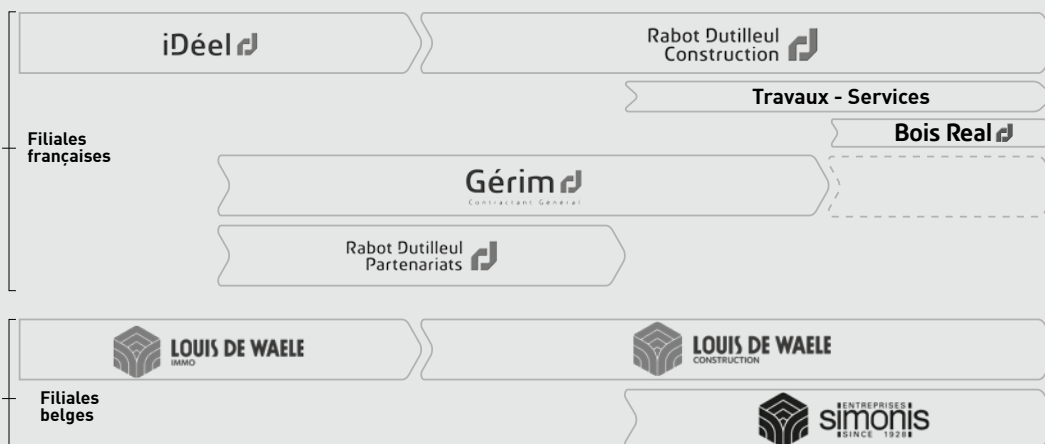 iDéel
Rabot Dutilleul
Construction
Travaux - Services
Bois Real
Filiales
françaises
Gérim
Contractant Général
Rabot Dutilleul
Partenariats
LOUIS DE WAELE
IMMO
LOUIS DE WAELE
CONSTRUCTION
Filiales
belges
ENTREPRISES
simonis
SINCE 1928